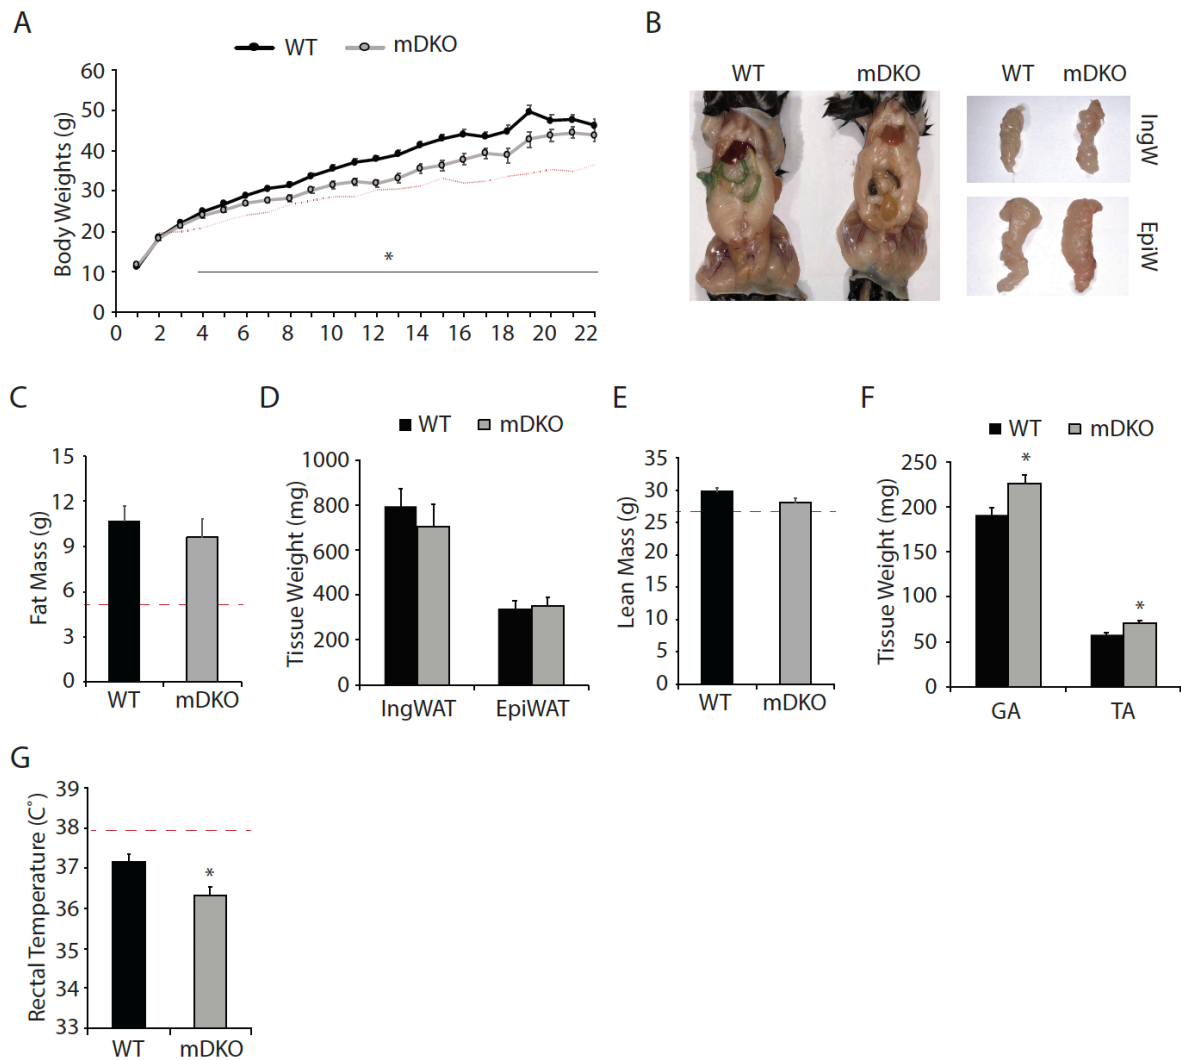 A
WT
mDKO
Body Weights (g)
60
50
40
30
20
10
0
*
0 2 4 6 8 10 12 14 16 18 20 22
B
WT mDKO
WT mDKO
IngW
EpiW
C
Fat Mass (g)
15
12
9
6
3
0
WT mDKO
D
WT mDKO
Tissue Weight (mg)
1000
800
600
400
200
0
IngWAT EpiWAT
E
Lean Mass (g)
35
30
25
20
15
10
5
0
WT mDKO
F
WT mDKO
Tissue Weight (mg)
250
200
150
100
50
0
*
*
GA TA
G
Rectal Temperature (C°)
39
38
37
36
35
34
33
*
WT mDKO